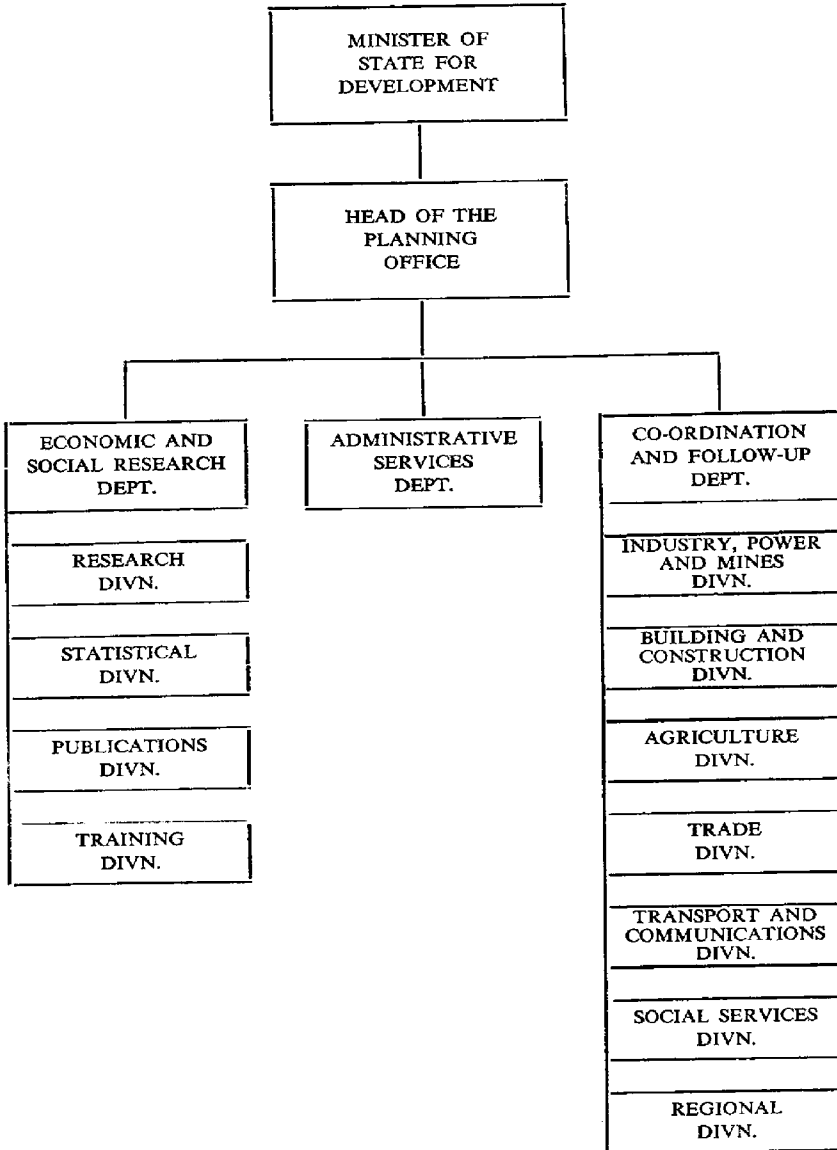 MINISTER OF
STATE FOR
DEVELOPMENT
HEAD OF THE
PLANNING
OFFICE
ECONOMIC AND
SOCIAL RESEARCH
DEPT.
RESEARCH
DIVN.
STATISTICAL
DIVN.
PUBLICATIONS
DIVN.
TRAINING
DIVN.
ADMINISTRATIVE
SERVICES
DEPT.
CO-ORDINATION
AND FOLLOW-UP
DEPT.
INDUSTRY, POWER
AND MINES
DIVN.
BUILDING AND
CONSTRUCTION
DIVN.
AGRICULTURE
DIVN.
TRADE
DIVN.
TRANSPORT AND
COMMUNICATIONS
DIVN.
SOCIAL SERVICES
DIVN.
REGIONAL
DIVN.